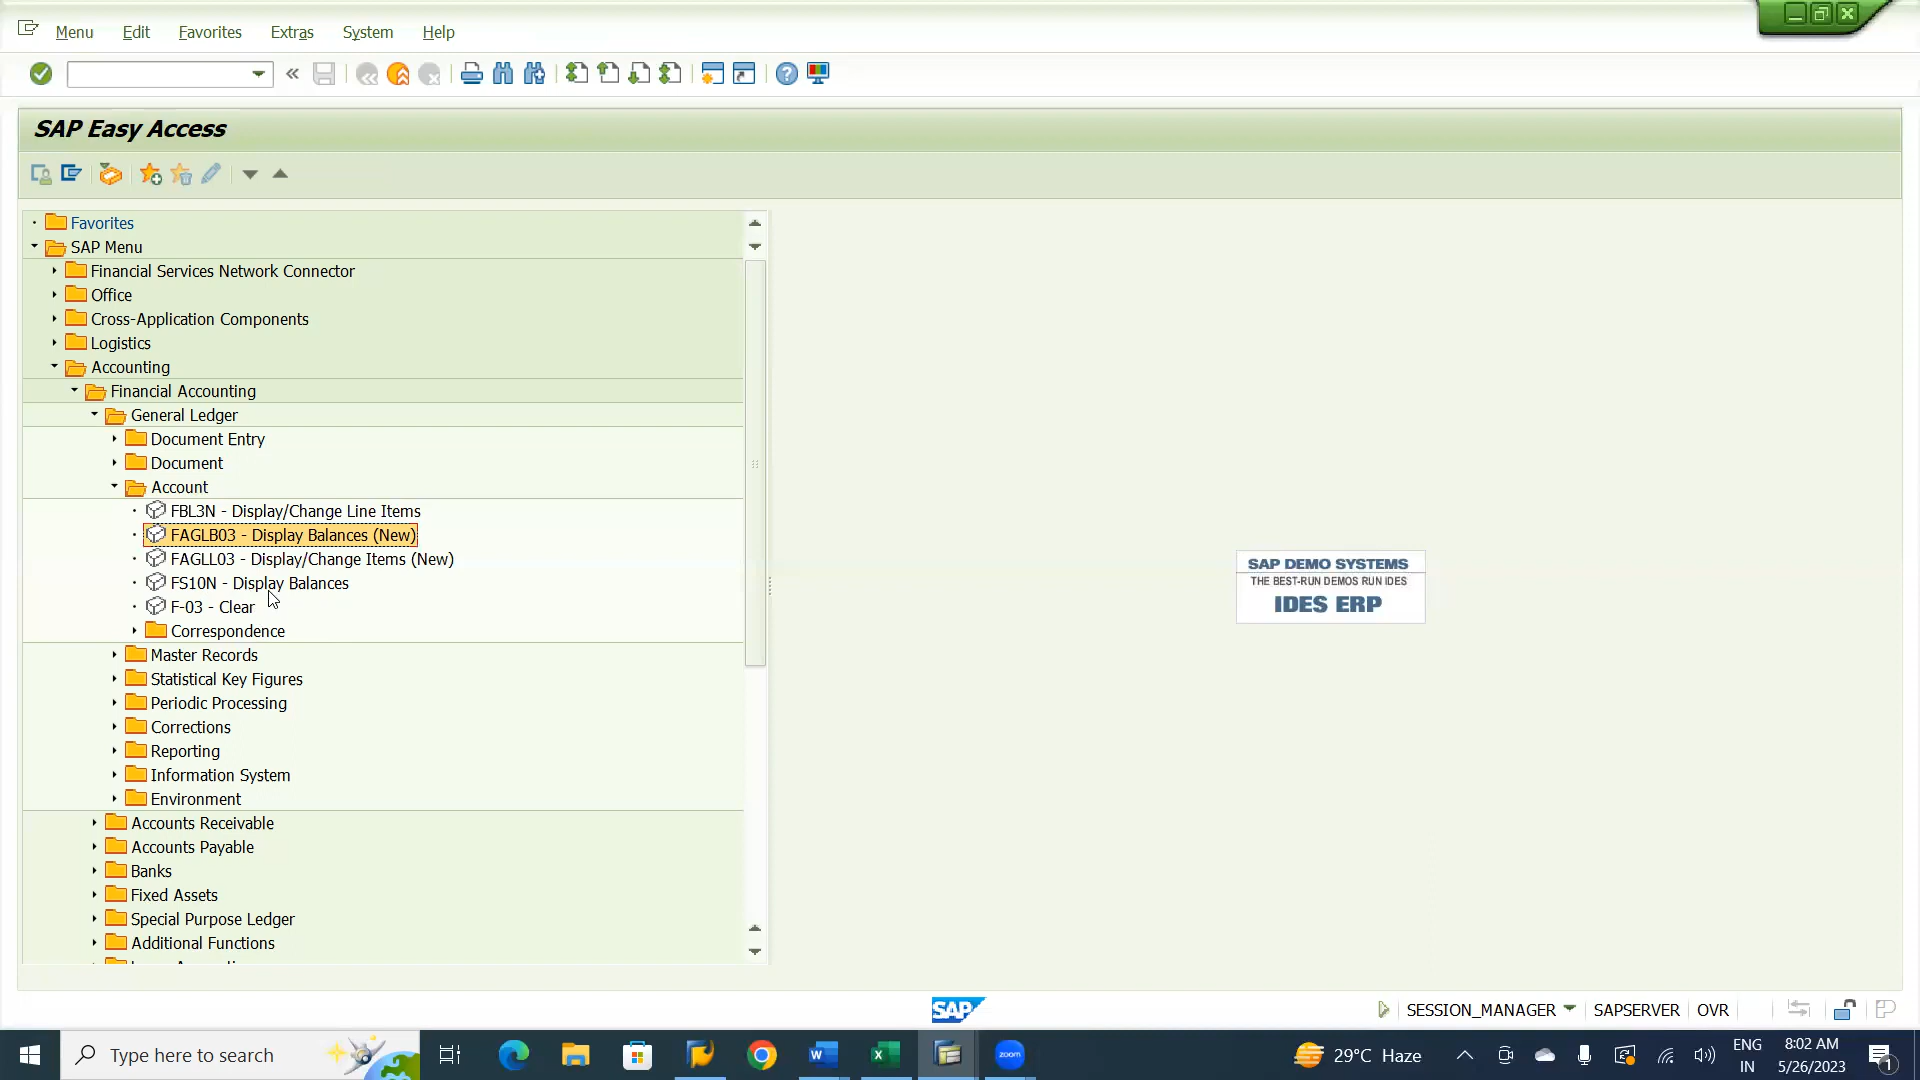 Menu Edit Favorites Extras System Help
SAP Easy Access
Favorites
SAP Menu
Financial Services Network Connector
Office
Cross-Application Components
Logistics
Accounting
Financial Accounting
General Ledger
Document Entry
Document
Account
FBL3N - Display/Change Line Items
FAGLB03 - Display Balances (New)
FAGLL03 - Display/Change Items (New)
FS10N - Display Balances
F-03 - Clear
Correspondence
Master Records
Statistical Key Figures
Periodic Processing
Corrections
Reporting
Information System
Environment
Accounts Receivable
Accounts Payable
Banks
Fixed Assets
Special Purpose Ledger
Additional Functions
SAP DEMO SYSTEMS
THE BEST-RUN DEMOS RUN IDES
IDES ERP
SAP
SESSION_MANAGER SAPSERVER OVR
Type here to search
zoom
29°C Haze
ENG
IN
8:02 AM
5/26/2023
1